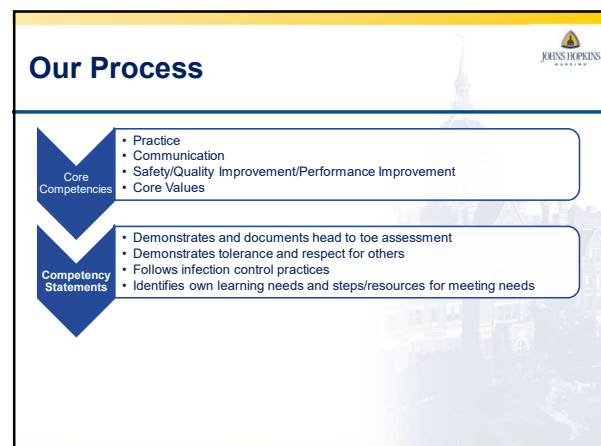 Our Process
JOHNS HOPKINS
NURSING
Core
Competencies
• Practice
• Communication
• Safety/Quality Improvement/Performance Improvement
• Core Values
Competency
Statements
• Demonstrates and documents head to toe assessment
• Demonstrates tolerance and respect for others
• Follows infection control practices
• Identifies own learning needs and steps/resources for meeting needs